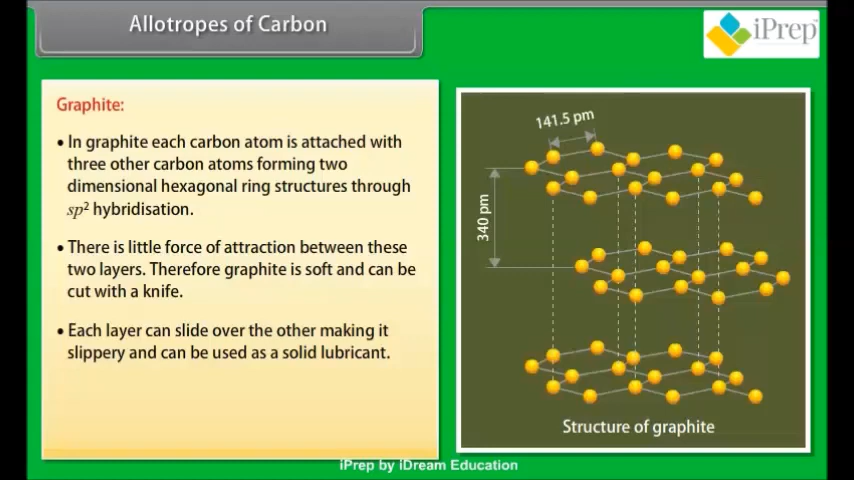 Allotropes of Carbon
iPrep
Graphite:
• In graphite each carbon atom is attached with
three other carbon atoms forming two
dimensional hexagonal ring structures through
sp² hybridisation.
• There is little force of attraction between these
two layers. Therefore graphite is soft and can be
cut with a knife.
• Each layer can slide over the other making it
slippery and can be used as a solid lubricant.
141.5 pm
340 pm
Structure of graphite
iPrep by iDream Education